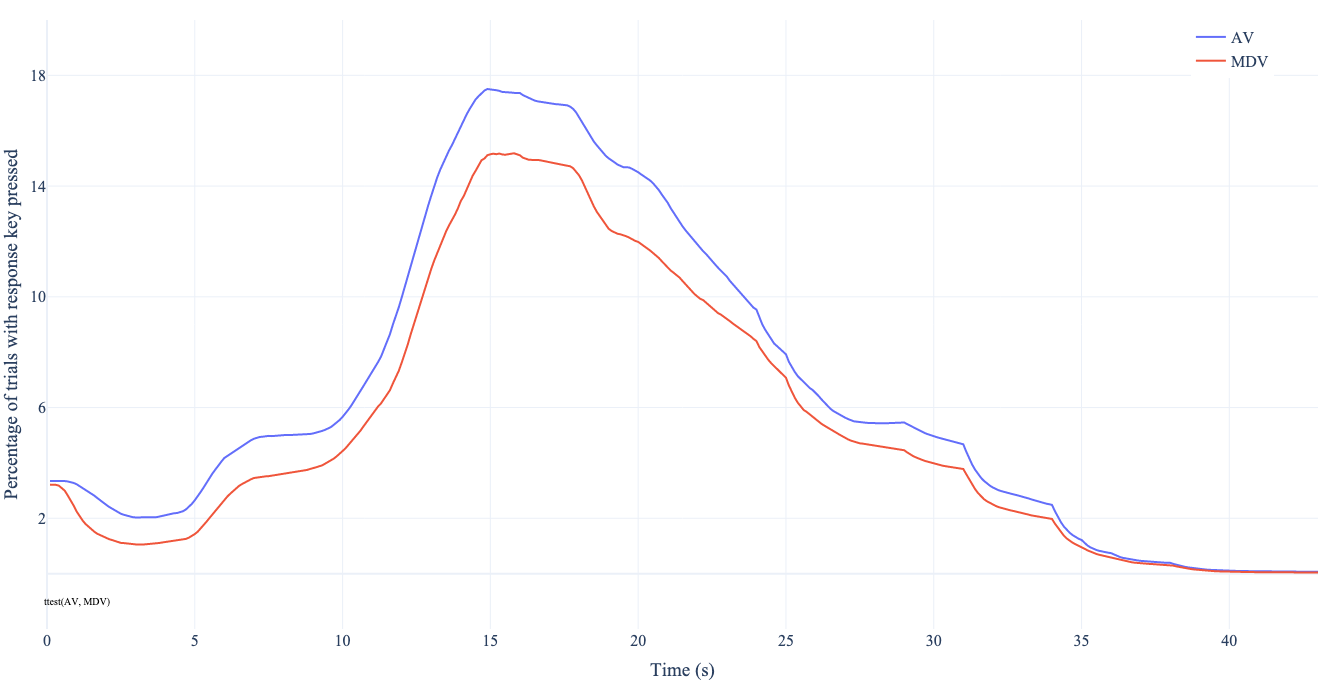 AV
MDV
Percentage of trials with response key pressed
18
14
10
6
2
ttest(AV, MDV)
0 5 10 15 20 25 30 35 40
Time (s)